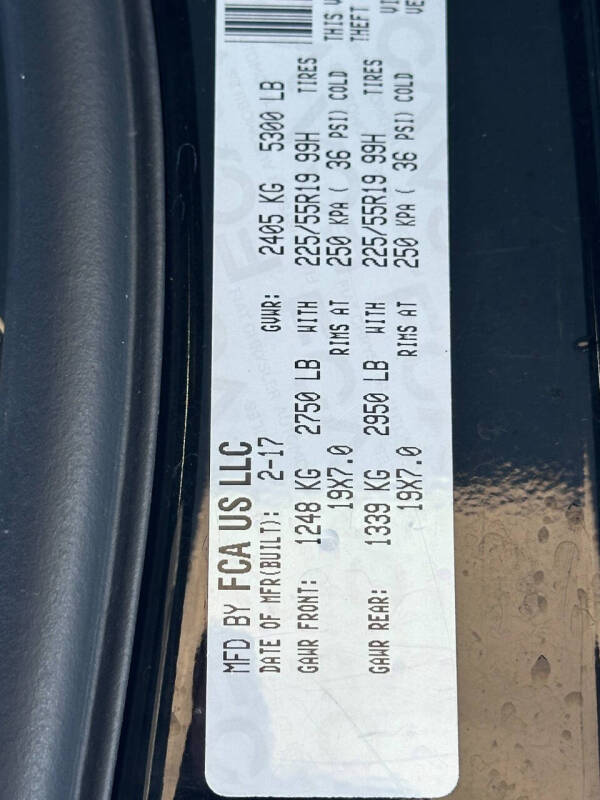 MFD BY FCA US LLC
DATE OF MFR(BUILT): 2-17 GVWR: 2405 KG 5300 LB
GAWR FRONT: 1248 KG 2750 LB WITH 225/55R19 99H TIRES THIS
19X7.0 RIMS AT 250 KPA ( 36 PSI) COLD THEFT
GAWR REAR: 1339 KG 2950 LB WITH 225/55R19 99H TIRES
19X7.0 RIMS AT 250 KPA ( 36 PSI) COLD